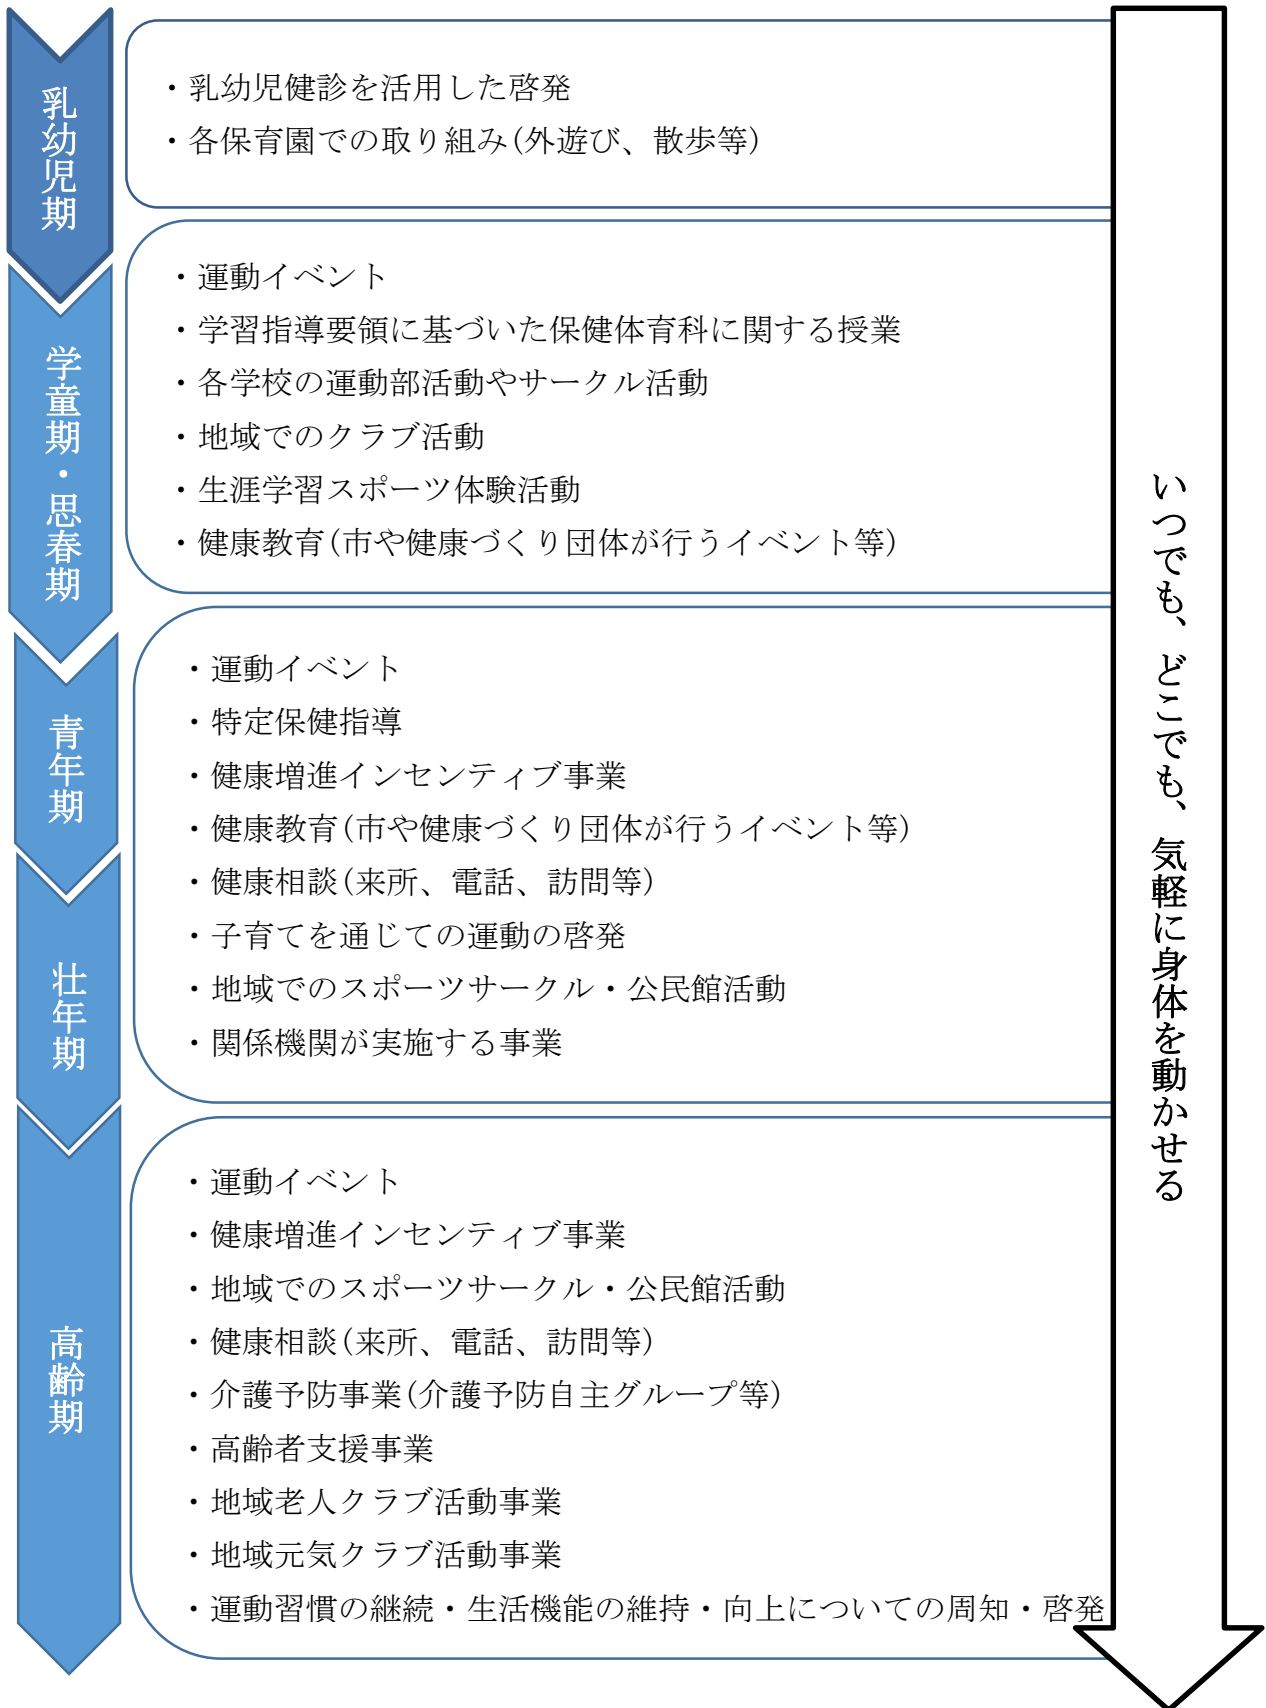 乳幼児期
・乳幼児健診を活用した啓発
・各保育園での取り組み(外遊び、散歩等)
学童期・思春期
・運動イベント
・学習指導要領に基づいた保健体育科に関する授業
・各学校の運動部活動やサークル活動
・地域でのクラブ活動
・生涯学習スポーツ体験活動
・健康教育(市や健康づくり団体が行うイベント等)
青年期
壮年期
・運動イベント
・特定保健指導
・健康増進インセンティブ事業
・健康教育(市や健康づくり団体が行うイベント等)
・健康相談(来所、電話、訪問等)
・子育てを通じての運動の啓発
・地域でのスポーツサークル・公民館活動
・関係機関が実施する事業
高齢期
・運動イベント
・健康増進インセンティブ事業
・地域でのスポーツサークル・公民館活動
・健康相談(来所、電話、訪問等)
・介護予防事業(介護予防自主グループ等)
・高齢者支援事業
・地域老人クラブ活動事業
・地域元気クラブ活動事業
・運動習慣の継続・生活機能の維持・向上についての周知・啓発
いつでも、どこでも、気軽に身体を動かせる